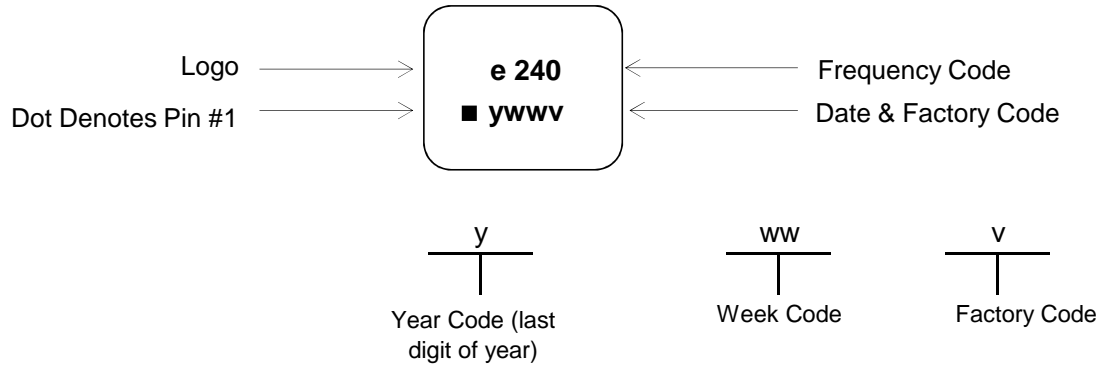 Logo
e 240
Frequency Code
Dot Denotes Pin #1
■ ywwv
Date & Factory Code
y
ww
v
Year Code (last
digit of year)
Week Code
Factory Code